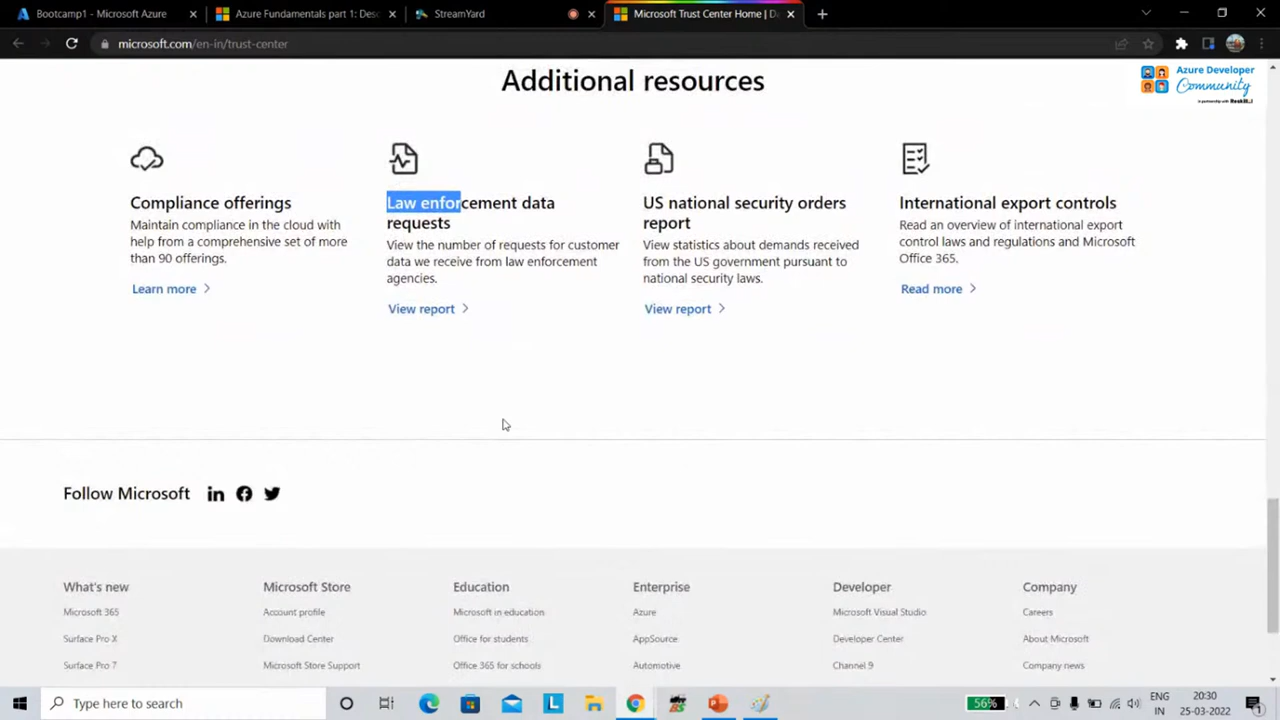 Bootcamp1 - Microsoft Azure
Azure Fundamentals part 1: Des
StreamYard
Microsoft Trust Center Home | D
microsoft.com/en-in/trust-center
Azure Developer
Community
Additional resources
Compliance offerings
Maintain compliance in the cloud with
help from a comprehensive set of more
than 90 offerings.
Learn more
Law enforcement data
requests
View the number of requests for customer
data we receive from law enforcement
agencies.
View report
US national security orders
report
View statistics about demands received
from the US government pursuant to
national security laws.
View report
International export controls
Read an overview of international export
control laws and regulations and Microsoft
Office 365.
Read more
Follow Microsoft
What's new
Microsoft 365
Surface Pro X
Surface Pro 7
Microsoft Store
Account profile
Download Center
Microsoft Store Support
Education
Microsoft in education
Office for students
Office 365 for schools
Enterprise
Azure
AppSource
Automotive
Developer
Microsoft Visual Studio
Developer Center
Channel 9
Company
Careers
About Microsoft
Company news
Type here to search
56%
ENG
IN
20:30
25-03-2022